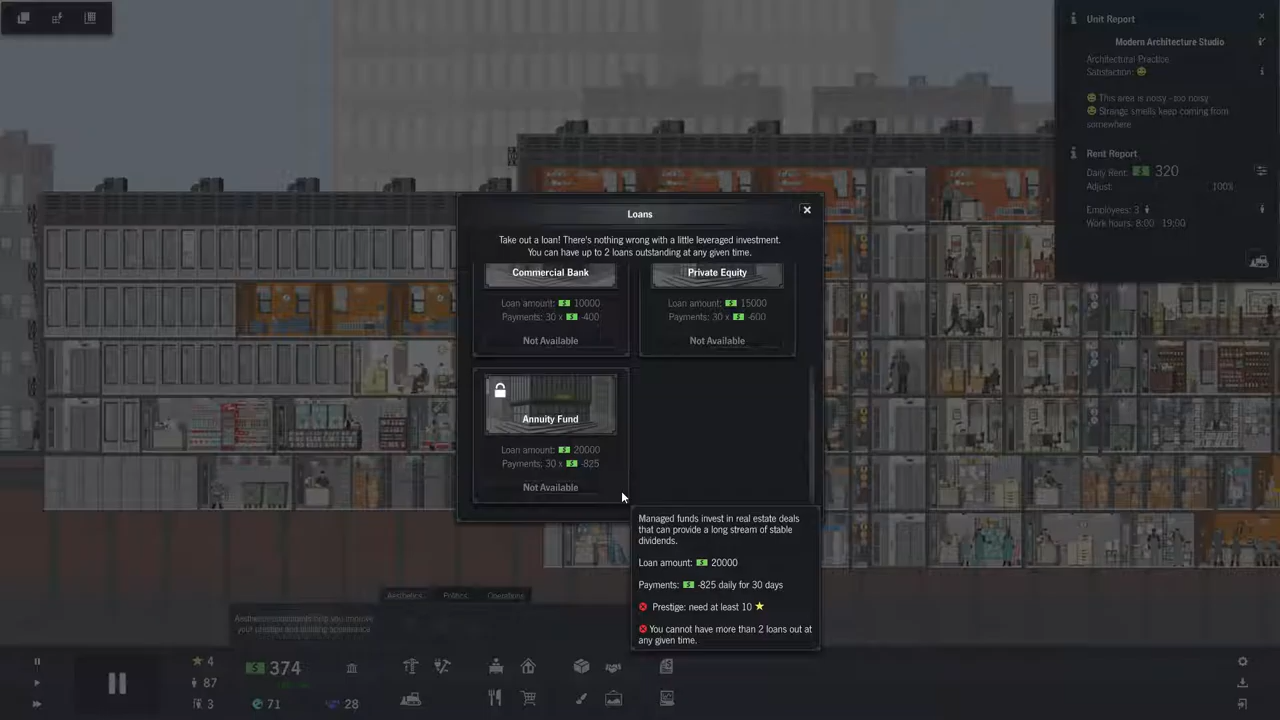 Unit Report
Modern Architecture Studio
Architectural Practice
Satisfaction:
This area is noisy - too noisy
Strange smells keep coming from
somewhere
Rent Report
Daily Rent: 320
Adjust: 100%
Employees: 3
Work hours: 8:00 - 19:00
Loans
Take out a loan! There's nothing wrong with a little leveraged investment.
You can have up to 2 loans outstanding at any given time.
Commercial Bank
Loan amount: $ 10000
Payments: 30 x $ -400
Not Available
Private Equity
Loan amount: $ 15000
Payments: 30 x $ -600
Not Available
Annuity Fund
Loan amount: $ 20000
Payments: 30 x $ -825
Not Available
Managed funds invest in real estate deals
that can provide a long stream of stable
dividends.
Loan amount: $ 20000
Payments: $ -825 daily for 30 days
Prestige: need at least 10
You cannot have more than 2 loans out at
any given time.
Aesthetics
Politics
Operations
your prestige and building appearance
4
87
3
$ 374
71
28